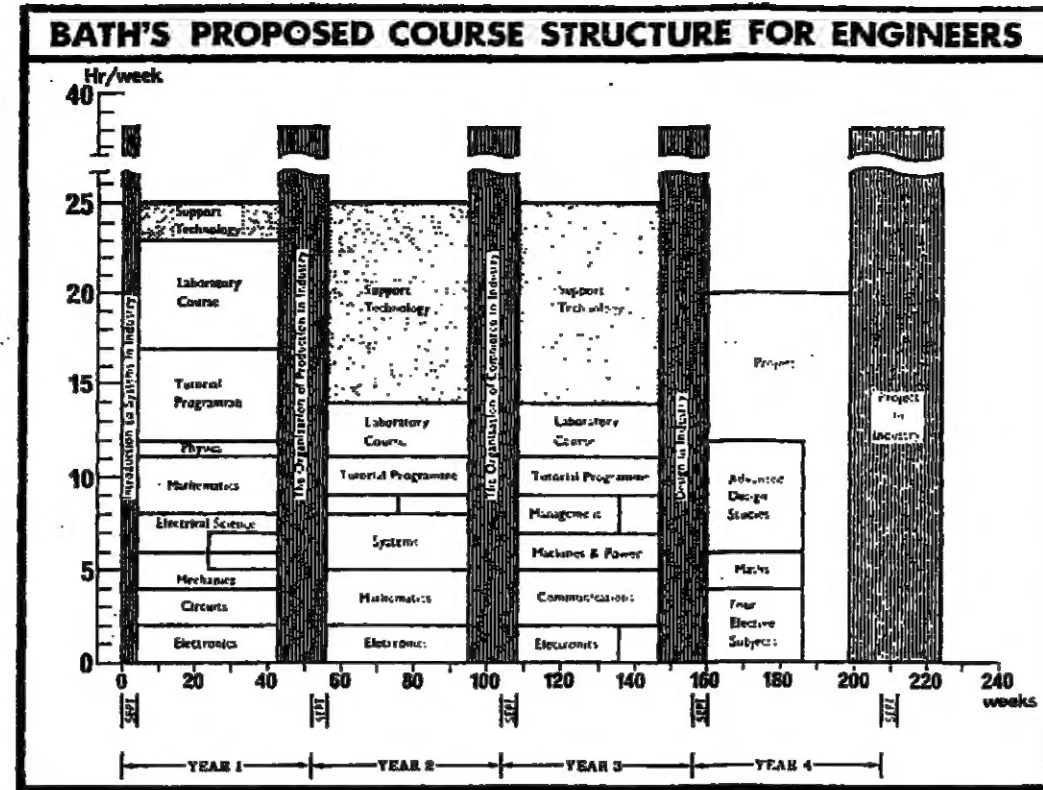 BATH'S PROPOSED COURSE STRUCTURE FOR ENGINEERS
Hr/week
40
25
20
15
10
5
0
Introduction to Systems in Industry
Support
Technology
Laboratory
Course
Tutorial
Programme
Physics
Mathematics
Electrical Science
Mechanics
Circuits
Electronics
The Organisation of Production in Industry
Support
Technology
Laboratory
Course
Tutorial Programme
Systems
Mathematics
Electronics
The Organisation of Commerce in Industry
Support
Technology
Laboratory
Course
Tutorial Programme
Management
Machines & Power
Communications
Electronics
Design in Industry
Project
Advanced
Design
Studies
Maths
Four
Elective
Subjects
Project
in
Industry
0 20 40 60 80 100 120 140 160 180 200 220 240
weeks
SEPT SEPT SEPT SEPT SEPT
YEAR 1 YEAR 2 YEAR 3 YEAR 4